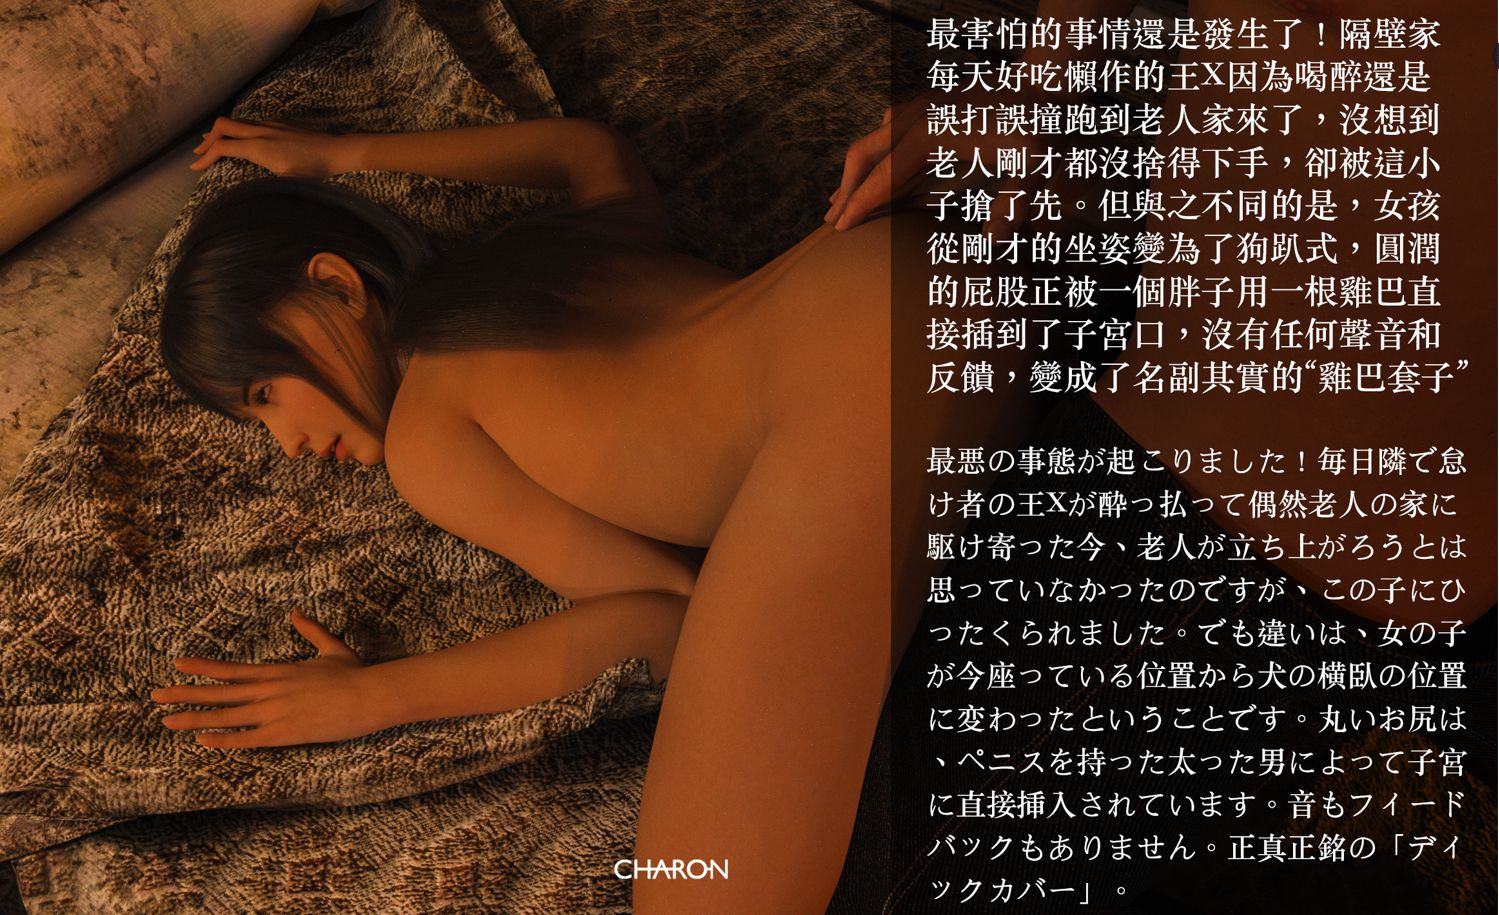 最害怕的事情還是發生了！隔壁家
每天好吃懶作的王X因為喝醉還是
誤打誤撞跑到老人家來了，沒想到
老人剛才都沒捨得下手，卻被這小
子搶了先。但與之不同的是，女孩
從剛才的坐姿變為了狗趴式，圓潤
的屁股正被一個胖子用一根雞巴直
接插到了子宮口，沒有任何聲音和
反饋，變成了名副其實的“雞巴套子”
最悪の事態が起こりました！毎日隣で怠
け者の王Xが酔っ払って偶然老人の家に
駆け寄った今、老人が立ち上がろうとは
思っていなかったのですが、この子にひ
ったくられました。でも違いは、女の子
が今座っている位置から犬の横臥の位置
に変わったということです。丸いお尻は
、ペニスを持った太った男によって子宮
に直接挿入されています。音もフィード
バックもありません。正真正銘の「ディ
ックカバー」。
CHARON